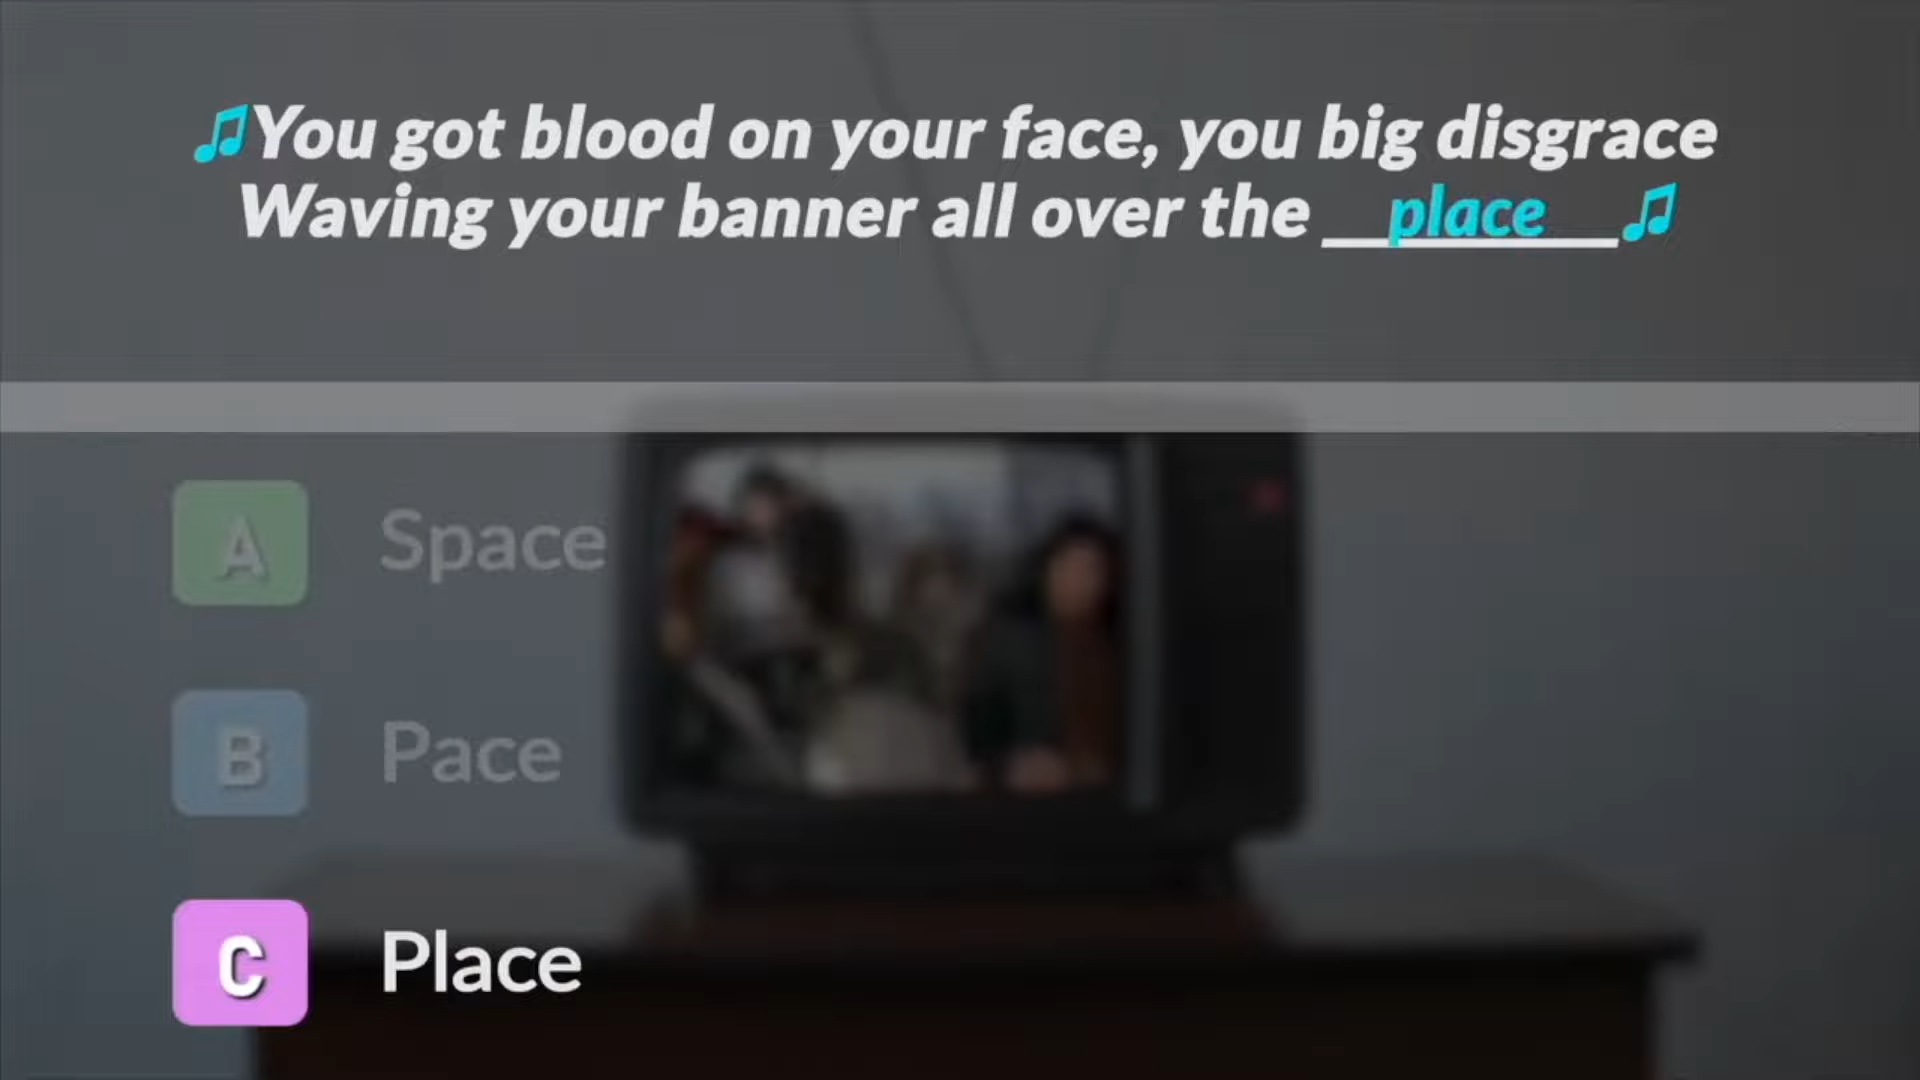 🎵You got blood on your face, you big disgrace
Waving your banner all over the place🎵
A Space
B Pace
C Place